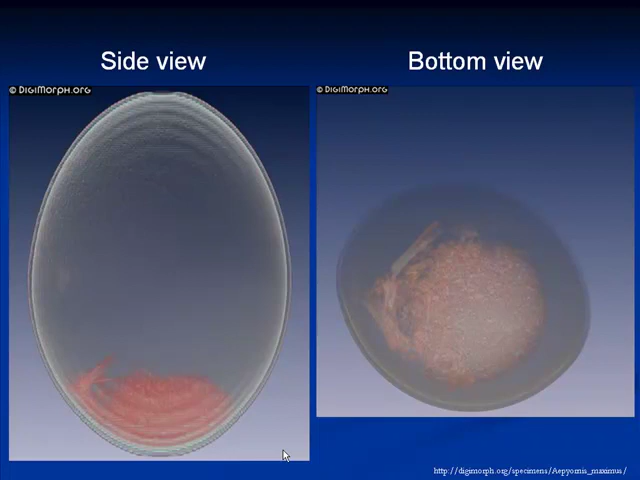 Side view
Bottom view
© DIGIMORPH.ORG
© DIGIMORPH.ORG
http://digimorph.org/specimens/Aepyornis_maximus/